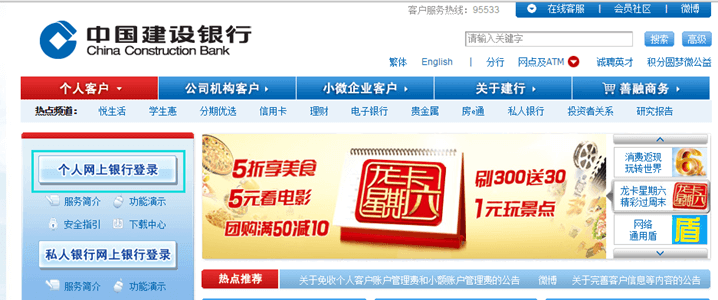 客户服务热线：95533 在线客服 | 会员社区 | 微博
中国建设银行
China Construction Bank
请输入关键字 搜索 高级
繁体 English | 分行 网点及ATM 诚聘英才 积分圆梦微公益
个人客户 公司机构客户 小微企业客户 关于建行 善融商务
热点频道： 悦生活 学生惠 分期优选 信用卡 理财 电子银行 贵金属 房e通 私人银行 投资者关系 研究报告
个人网上银行登录
服务简介 功能演示
安全指引 下载中心
私人银行网上银行登录
服务简介 功能演示
5折享美食
5元看电影
团购满50减10
龙卡星期六
刷300送30
1元玩景点
消费返现
玩转世界
龙卡星期六
精彩过周末
龙卡星期六
网络
通用盾
盾
热点推荐 关于免收个人客户账户管理费和小额账户管理费的公告 微博 关于完善客户信息等内容的公告